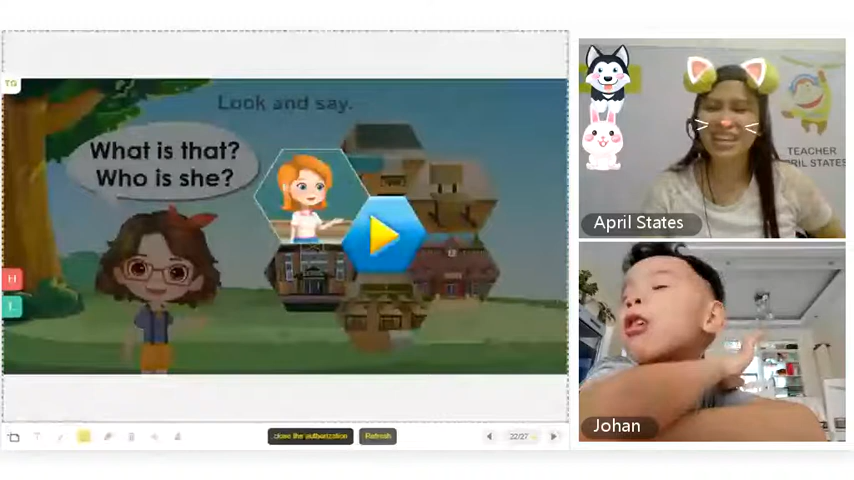 TG
Look and say.
What is that?
Who is she?
H
L
close the authorization
Refresh
22/27
TEACHER
APRIL STATES
April States
Johan